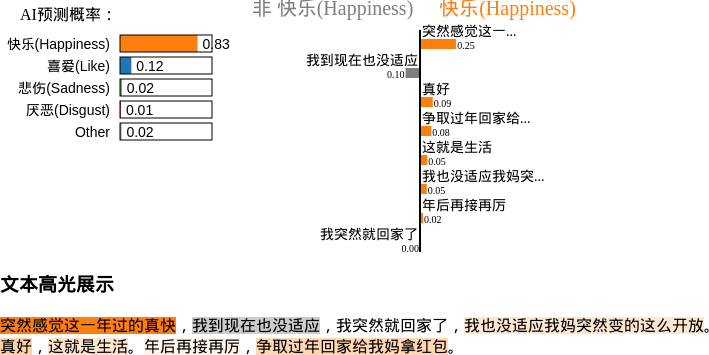 AI预测概率：
快乐(Happiness) 0.83
喜爱(Like) 0.12
悲伤(Sadness) 0.02
厌恶(Disgust) 0.01
Other 0.02
非 快乐(Happiness) 快乐(Happiness)
突然感觉这一...
0.25
我到现在也没适应
0.10
真好
0.09
争取过年回家给...
0.08
这就是生活
0.05
我也没适应我妈突...
0.05
年后再接再厉
0.02
我突然就回家了
0.00
文本高光展示
突然感觉这一年过的真快，我到现在也没适应，我突然就回家了，我也没适应我妈突然变的这么开放。
真好，这就是生活。年后再接再厉，争取过年回家给我妈拿红包。